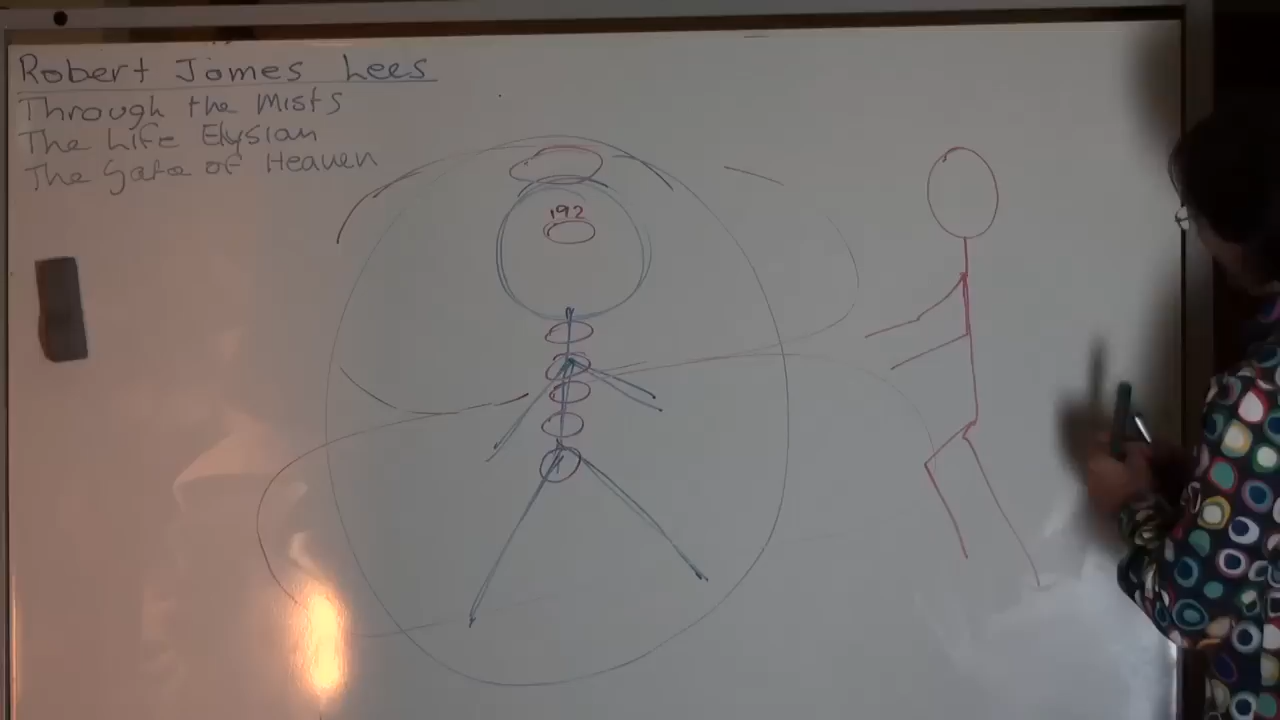 Robert James Lees
Through the Mists
The Life Elysian
The Gate of Heaven
192